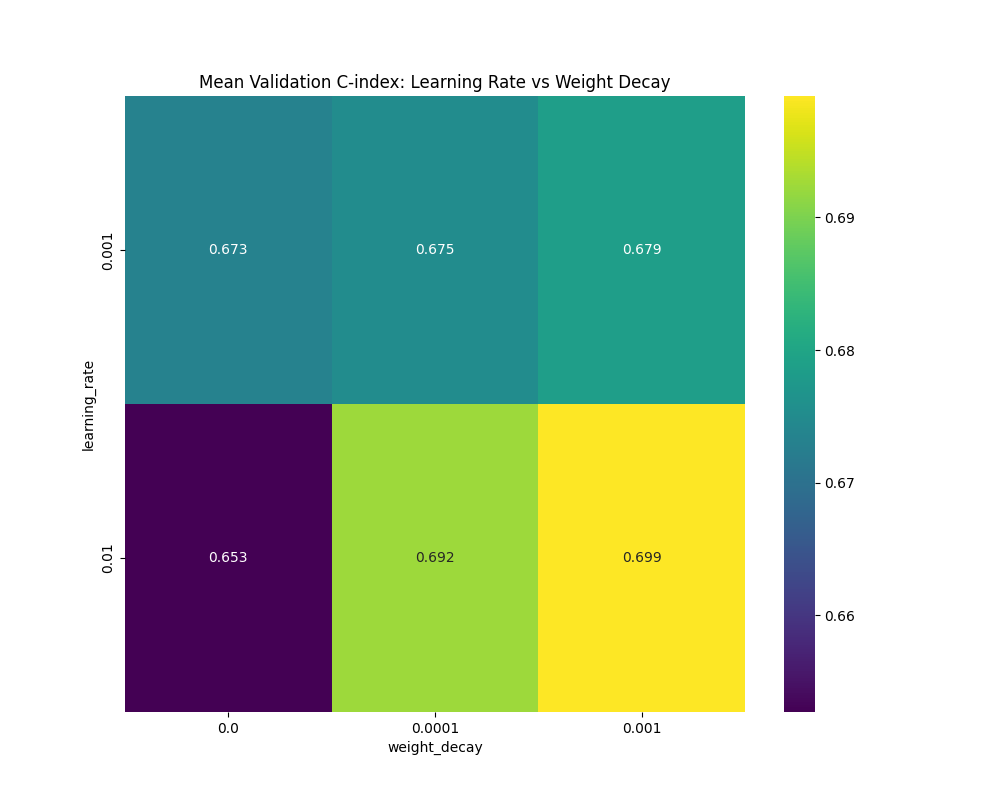 Mean Validation C-index: Learning Rate vs Weight Decay
0.001
0.673 0.675 0.679
0.69
0.68
learning_rate
0.67
0.01
0.653 0.692 0.699
0.66
0.0 0.0001 0.001
weight_decay